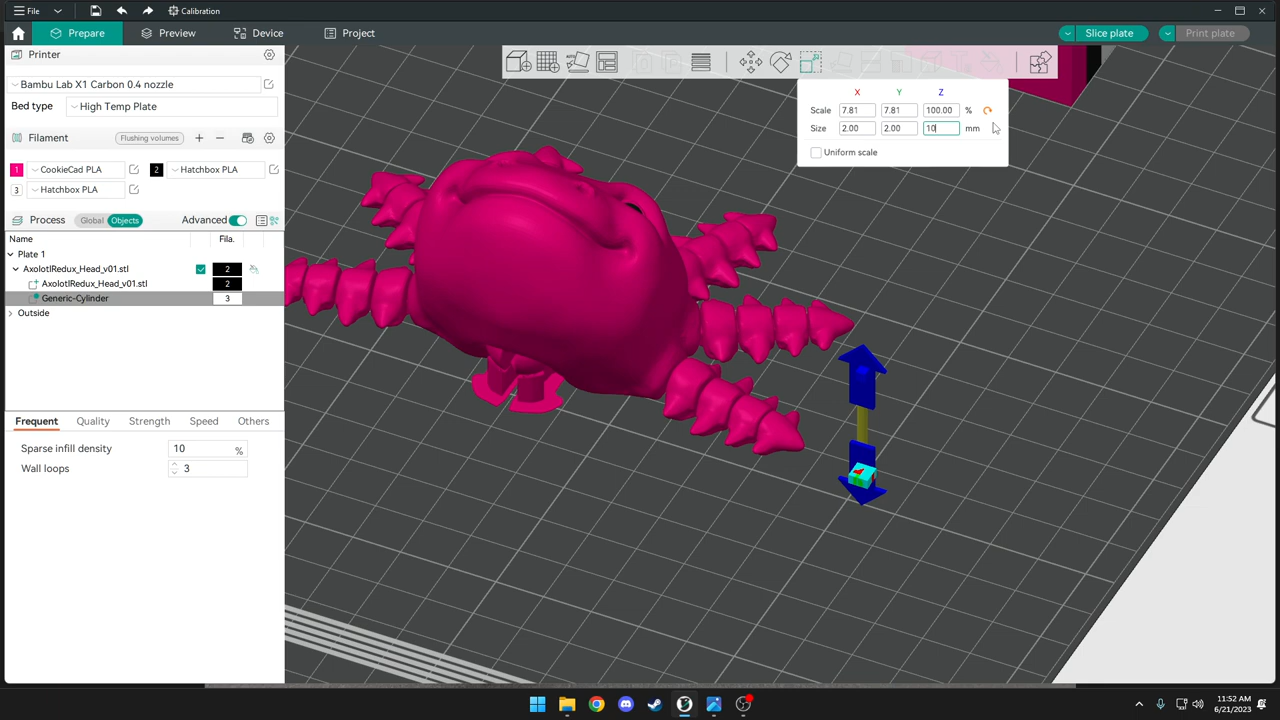 File
Calibration
Prepare
Preview
Device
Project
Slice plate
Print plate
Printer
Bambu Lab X1 Carbon 0.4 nozzle
Bed type
High Temp Plate
Filament
Flushing volumes
1 CookieCad PLA
2 Hatchbox PLA
3 Hatchbox PLA
Process Global Objects Advanced
Name Fila.
Plate 1
AxolotlRedux_Head_v01.stl 2
AxolotlRedux_Head_v01.stl 2
Generic-Cylinder 3
Outside
Frequent Quality Strength Speed Others
Sparse infill density 10 %
Wall loops 3
X Y Z
Scale 7.81 7.81 100.00 %
Size 2.00 2.00 10 mm
Uniform scale
11:52 AM
6/21/2023